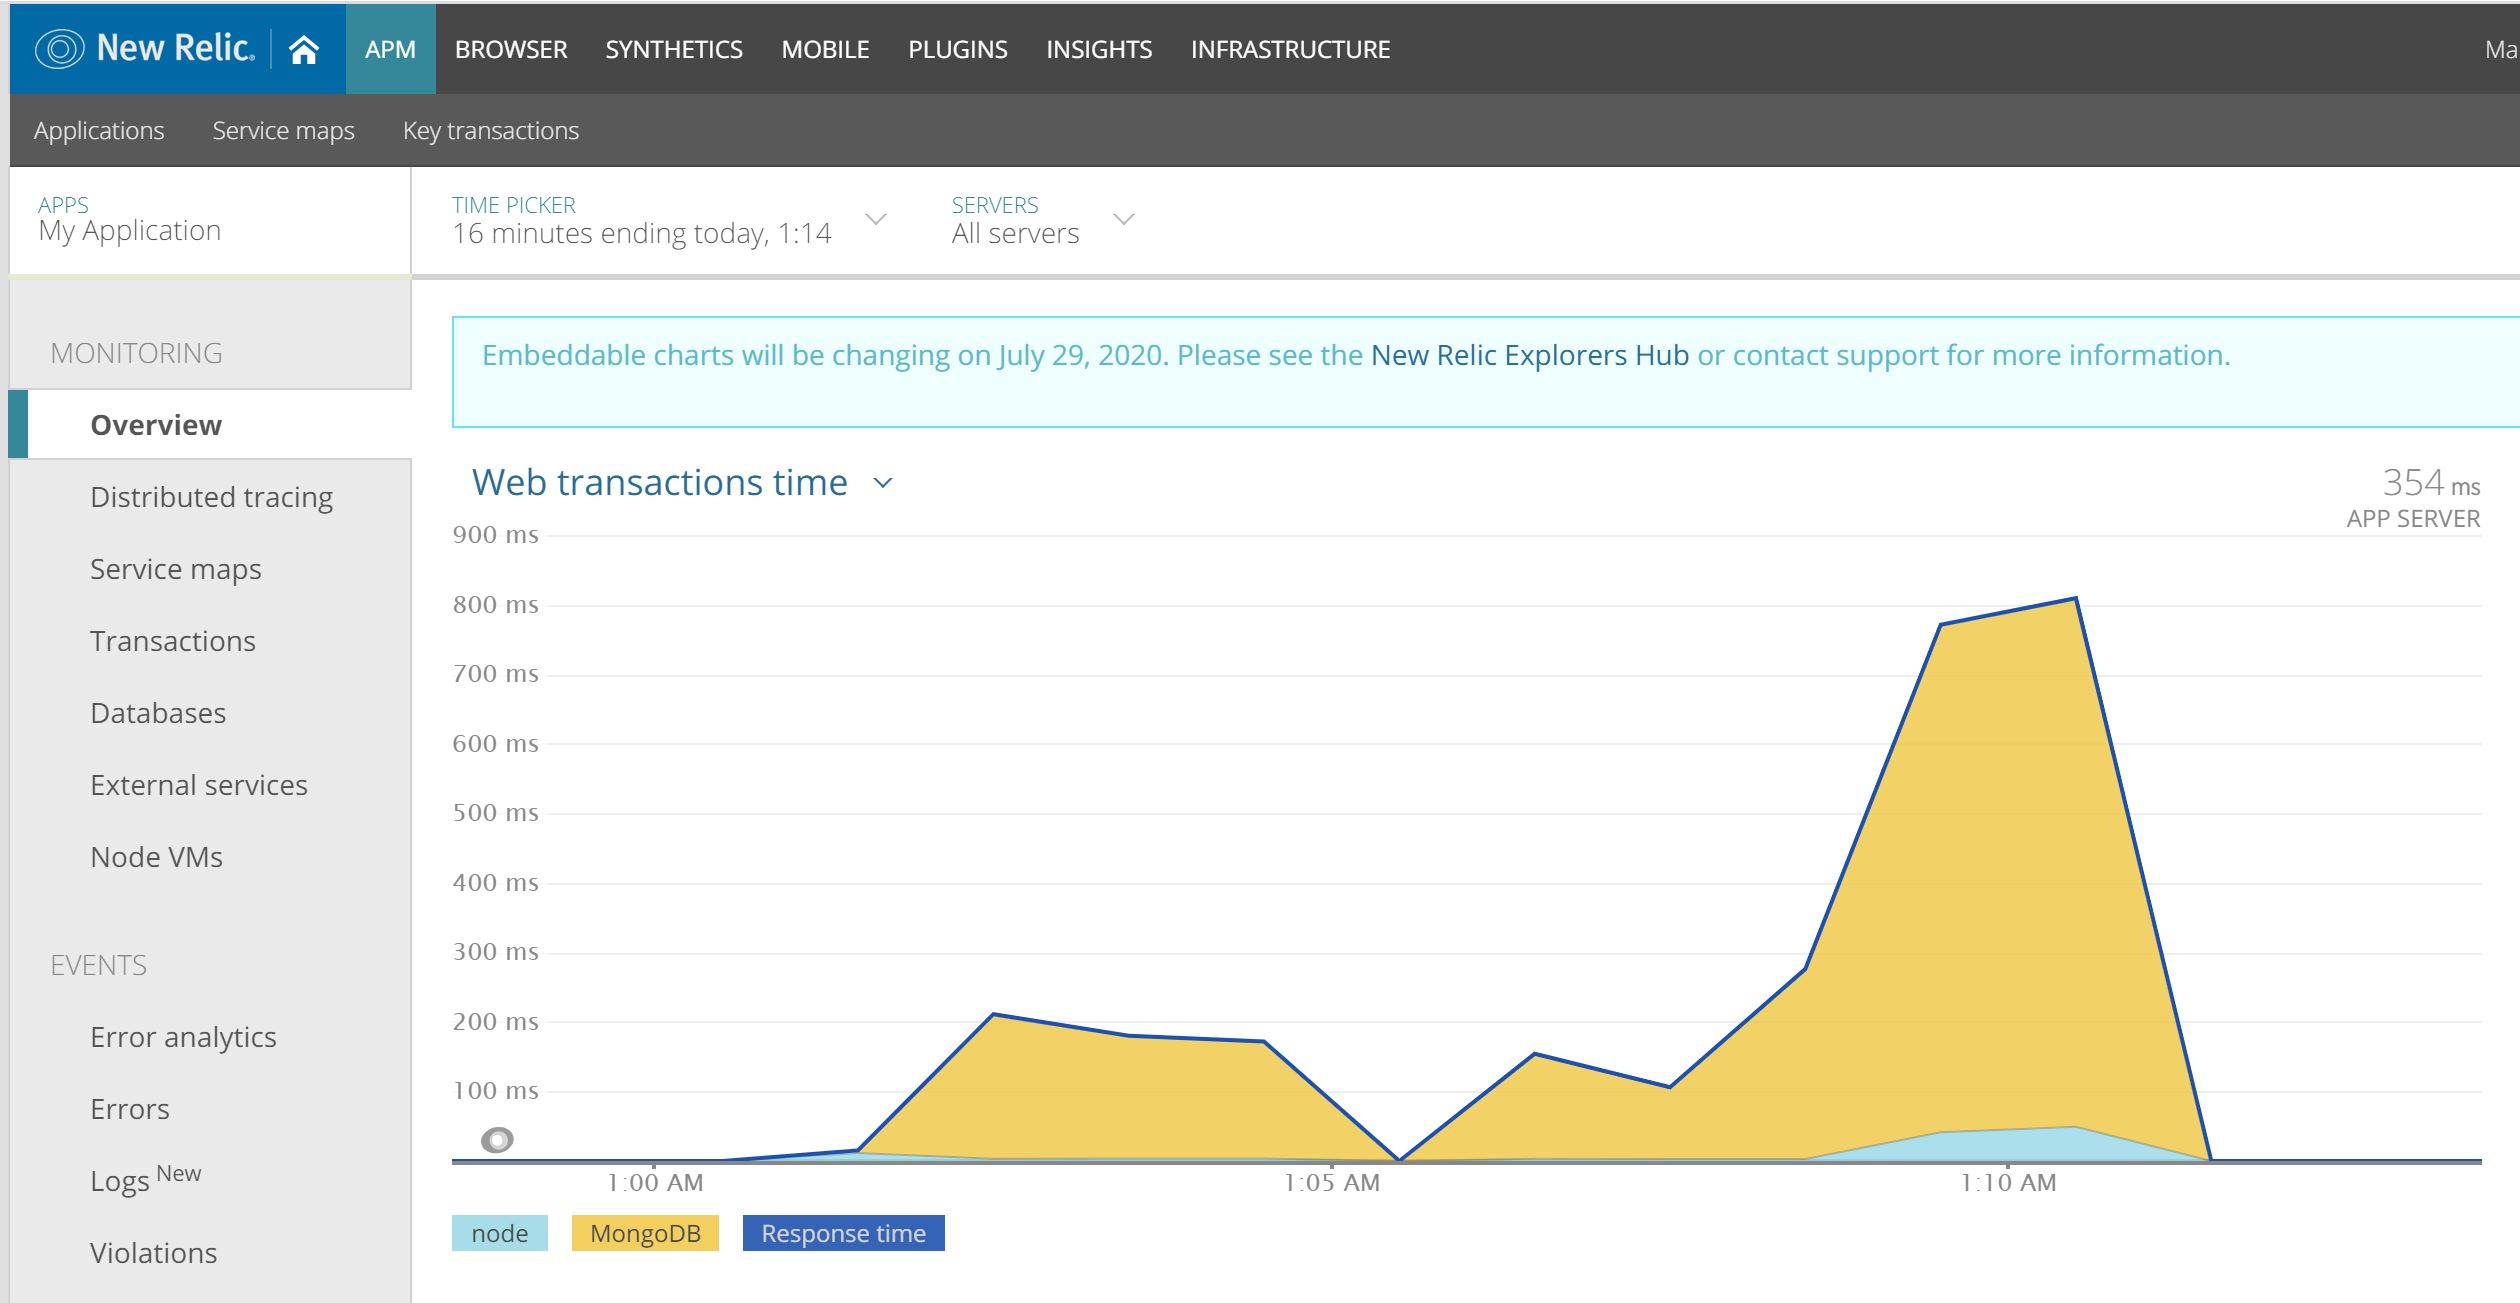 New Relic. APM BROWSER SYNTHETICS MOBILE PLUGINS INSIGHTS INFRASTRUCTURE Ma
Applications Service maps Key transactions
APPS
My Application
TIME PICKER
16 minutes ending today, 1:14
SERVERS
All servers
MONITORING
Overview
Distributed tracing
Service maps
Transactions
Databases
External services
Node VMs
EVENTS
Error analytics
Errors
Logs New
Violations
Embeddable charts will be changing on July 29, 2020. Please see the New Relic Explorers Hub or contact support for more information.
Web transactions time
354 ms
APP SERVER
900 ms
800 ms
700 ms
600 ms
500 ms
400 ms
300 ms
200 ms
100 ms
1:00 AM 1:05 AM 1:10 AM
node MongoDB Response time